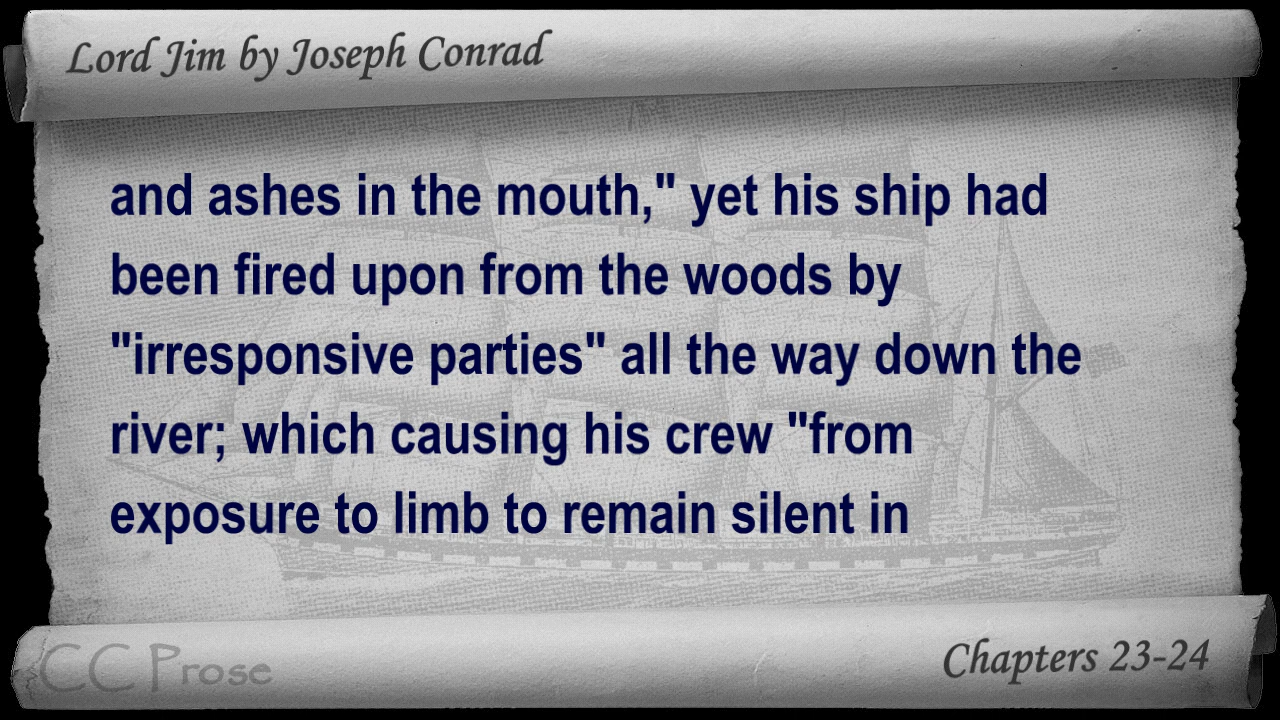 Lord Jim by Joseph Conrad
and ashes in the mouth," yet his ship had
been fired upon from the woods by
"irresponsive parties" all the way down the
river; which causing his crew "from
exposure to limb to remain silent in
CC Prose
Chapters 23-24